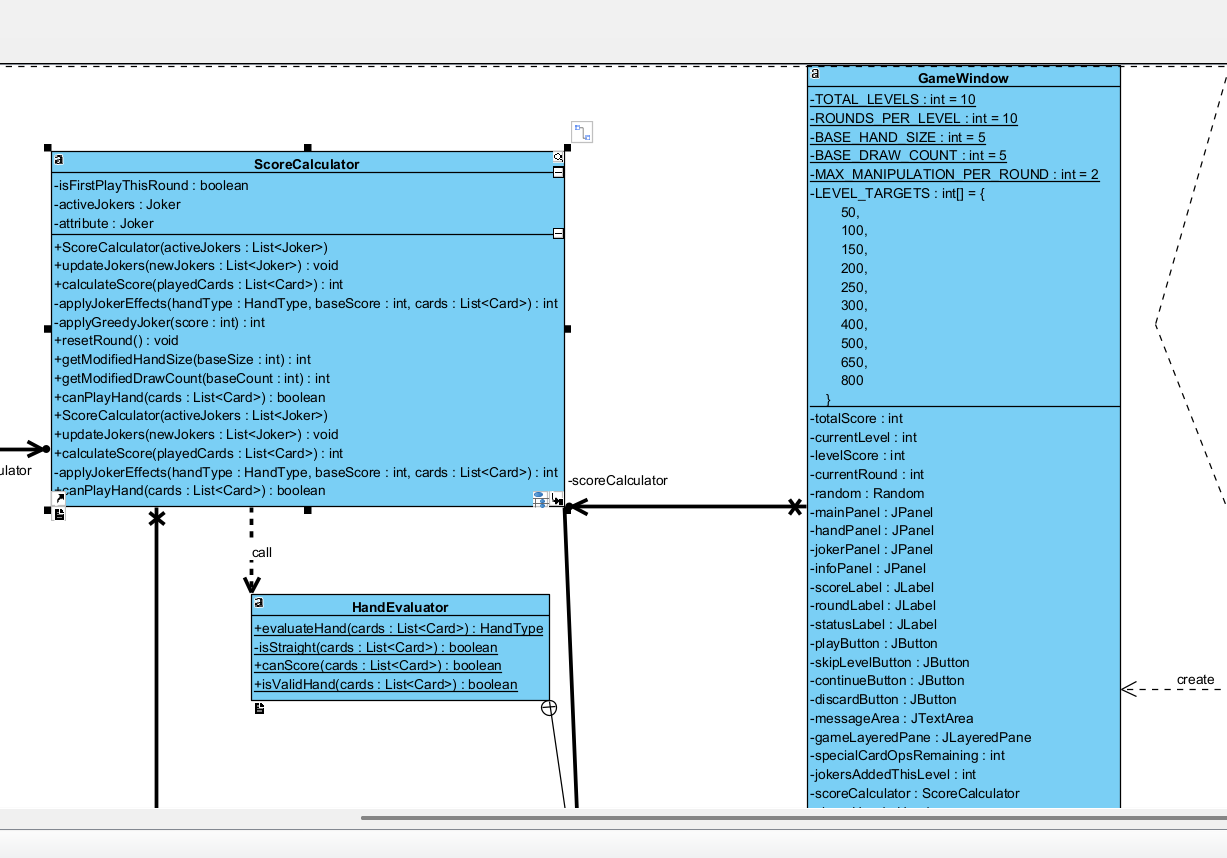 ScoreCalculator
-isFirstPlayThisRound : boolean
-activeJokers : Joker
-attribute : Joker
+ScoreCalculator(activeJokers : List<Joker>)
+updateJokers(newJokers : List<Joker>) : void
+calculateScore(playedCards : List<Card>) : int
-applyJokerEffects(handType : HandType, baseScore : int, cards : List<Card>) : int
-applyGreedyJoker(score : int) : int
+resetRound() : void
+getModifiedHandSize(baseSize : int) : int
+getModifiedDrawCount(baseCount : int) : int
+canPlayHand(cards : List<Card>) : boolean
+ScoreCalculator(activeJokers : List<Joker>)
+updateJokers(newJokers : List<Joker>) : void
+calculateScore(playedCards : List<Card>) : int
-applyJokerEffects(handType : HandType, baseScore : int, cards : List<Card>) : int
+canPlayHand(cards : List<Card>) : boolean
ulator
-scoreCalculator
call
HandEvaluator
+evaluateHand(cards : List<Card>) : HandType
-isStraight(cards : List<Card>) : boolean
+canScore(cards : List<Card>) : boolean
+isValidHand(cards : List<Card>) : boolean
GameWindow
-TOTAL_LEVELS : int = 10
-ROUNDS_PER_LEVEL : int = 10
-BASE_HAND_SIZE : int = 5
-BASE_DRAW_COUNT : int = 5
-MAX_MANIPULATION_PER_ROUND : int = 2
-LEVEL_TARGETS : int[] = {
50,
100,
150,
200,
250,
300,
400,
500,
650,
800
}
-totalScore : int
-currentLevel : int
-levelScore : int
-currentRound : int
-random : Random
-mainPanel : JPanel
-handPanel : JPanel
-jokerPanel : JPanel
-infoPanel : JPanel
-scoreLabel : JLabel
-roundLabel : JLabel
-statusLabel : JLabel
-playButton : JButton
-skipLevelButton : JButton
-continueButton : JButton
-discardButton : JButton
-messageArea : JTextArea
-gameLayeredPane : JLayeredPane
-specialCardOpsRemaining : int
-jokersAddedThisLevel : int
-scoreCalculator : ScoreCalculator
create